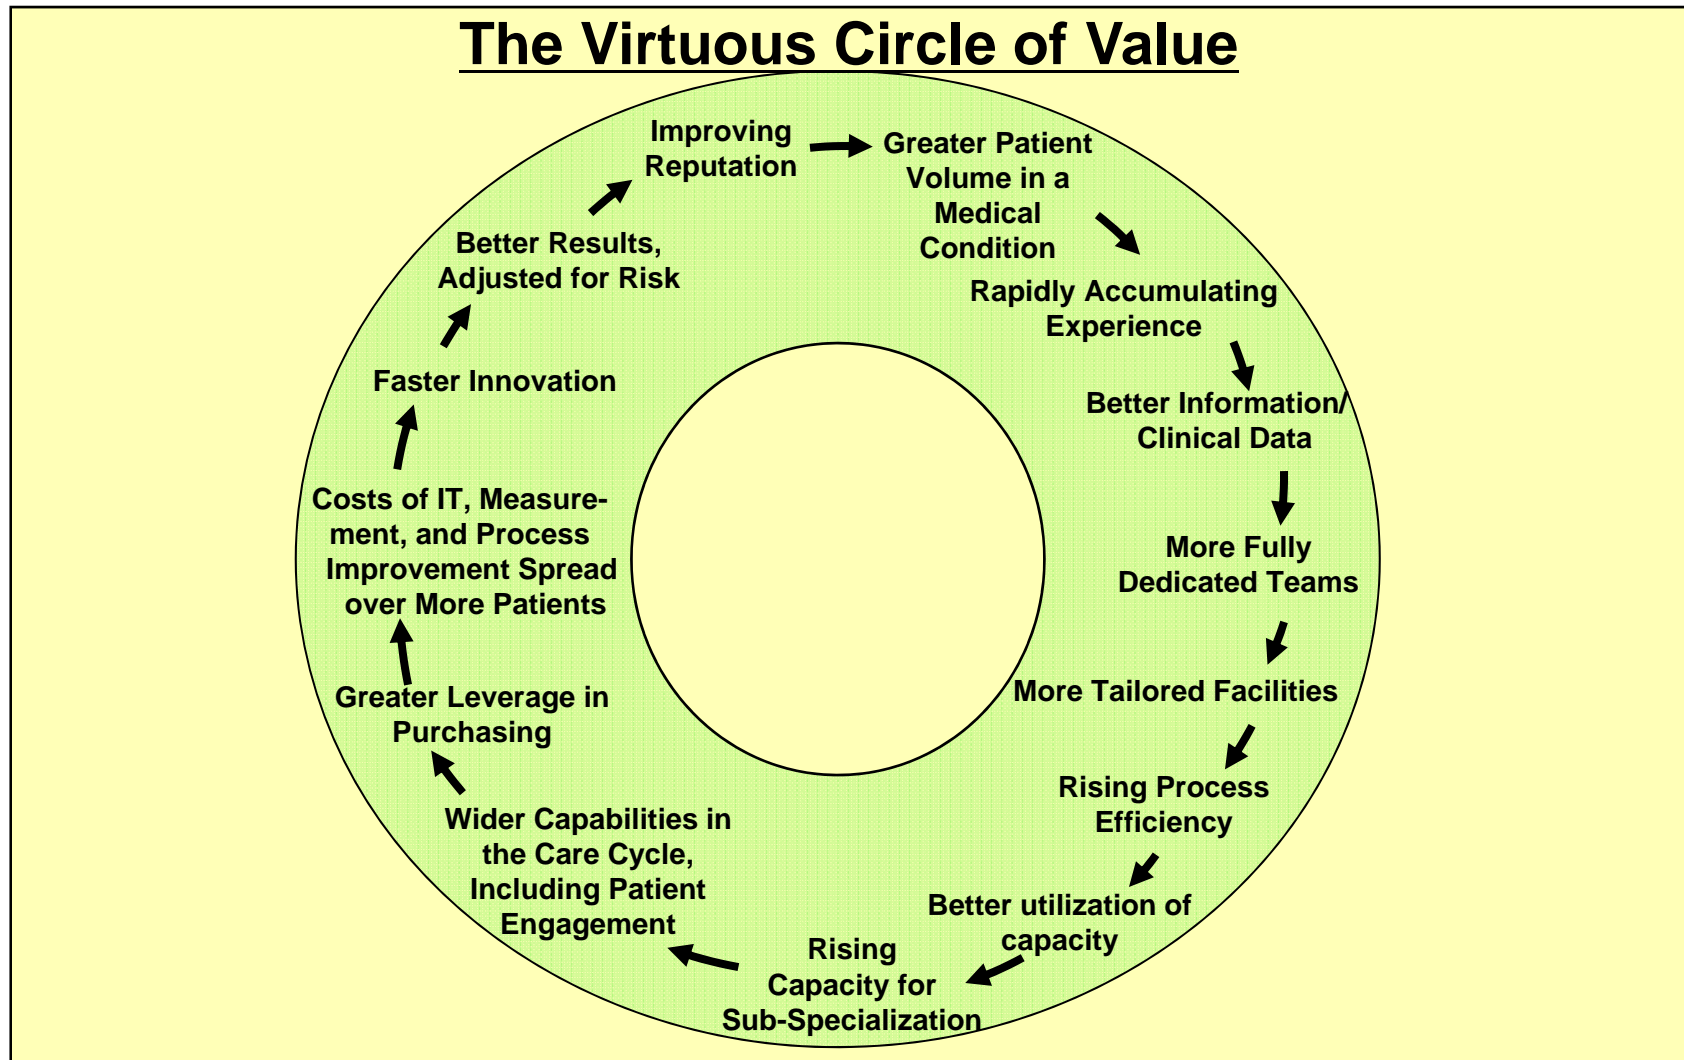 The Virtuous Circle of Value
Improving
Reputation
Greater Patient
Volume in a
Medical
Condition
Rapidly Accumulating
Experience
Better Information/
Clinical Data
More Fully
Dedicated Teams
More Tailored Facilities
Rising Process
Efficiency
Better utilization of
capacity
Rising
Capacity for
Sub-Specialization
Wider Capabilities in
the Care Cycle,
Including Patient
Engagement
Greater Leverage in
Purchasing
Costs of IT, Measure-
ment, and Process
Improvement Spread
over More Patients
Faster Innovation
Better Results,
Adjusted for Risk